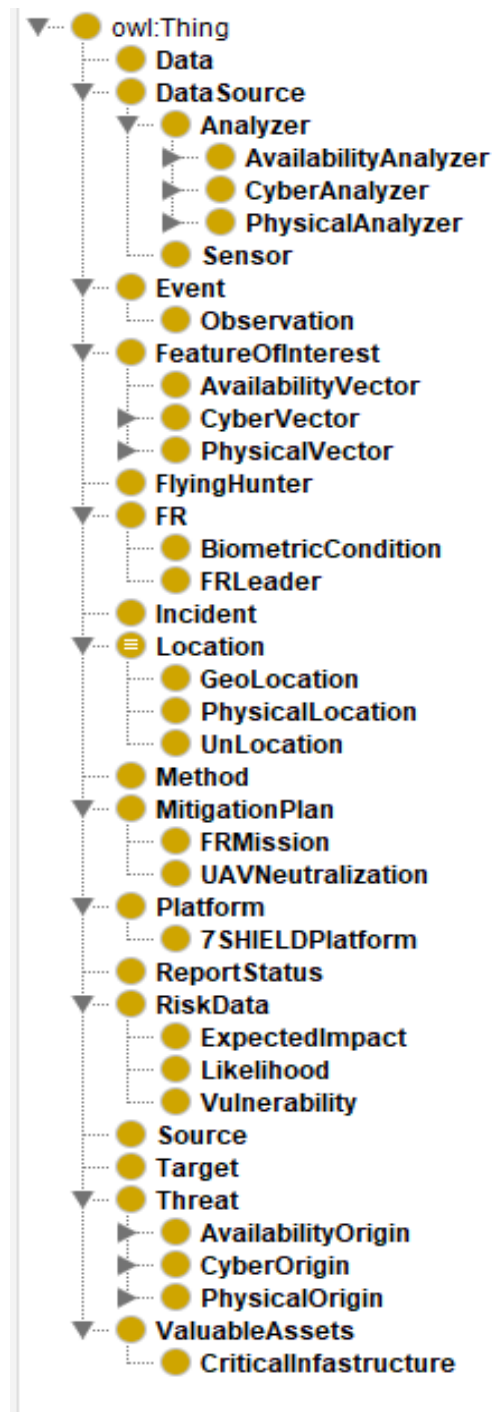 owl:Thing
Data
DataSource
Analyzer
AvailabilityAnalyzer
CyberAnalyzer
PhysicalAnalyzer
Sensor
Event
Observation
FeatureOfInterest
AvailabilityVector
CyberVector
PhysicalVector
FlyingHunter
FR
BiometricCondition
FRLeader
Incident
Location
GeoLocation
PhysicalLocation
UnLocation
Method
MitigationPlan
FRMission
UAVNeutralization
Platform
7SHIELDPlatform
ReportStatus
RiskData
ExpectedImpact
Likelihood
Vulnerability
Source
Target
Threat
AvailabilityOrigin
CyberOrigin
PhysicalOrigin
ValuableAssets
CriticalInfastructure